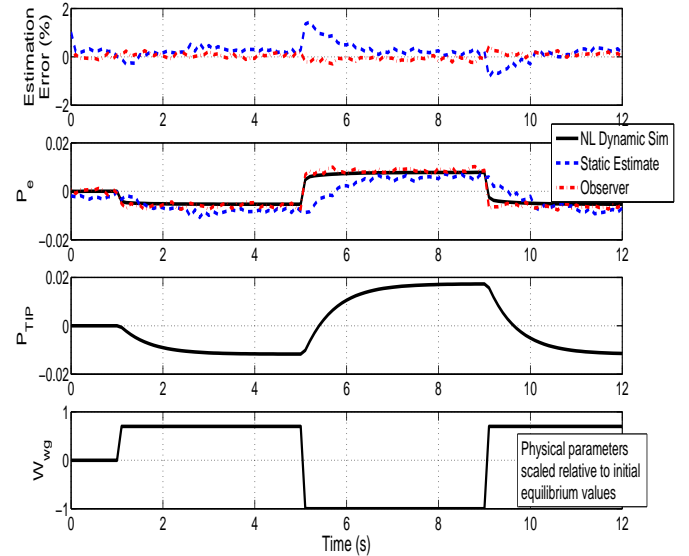 Estimation
Error (%)
2
0
−2
0 2 4 6 8 10 12
P_e
0.02
0
−0.02
0 2 4 6 8 10 12
NL Dynamic Sim
Static Estimate
Observer
P_TIP
0.02
0
−0.02
0 2 4 6 8 10 12
W_wg
1
0
−1
0 2 4 6 8 10 12
Physical parameters
scaled relative to initial
equilibrium values
Time (s)